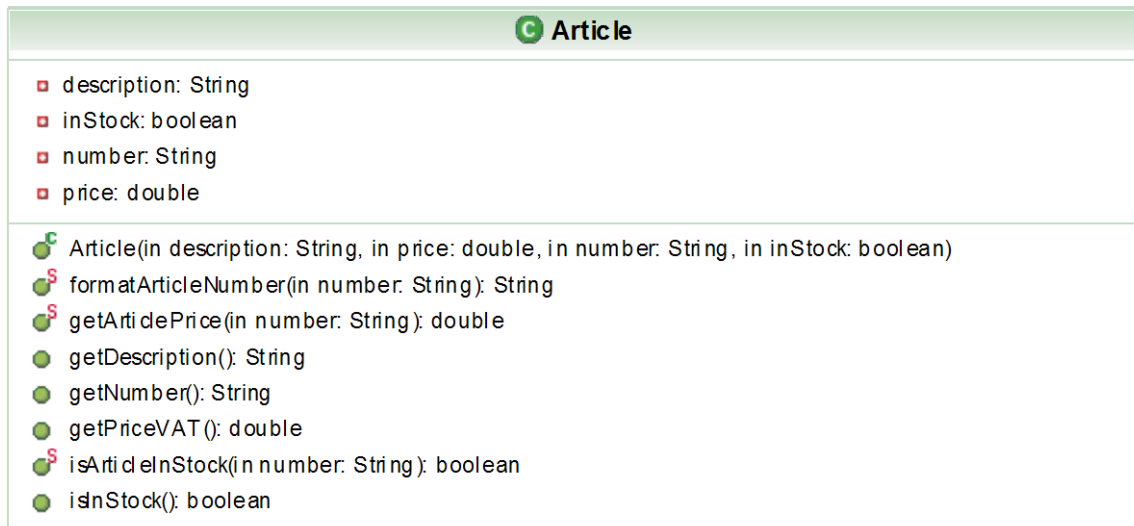 C Article
description: String
inStock: boolean
number: String
price: double
C Article(in description: String, in price: double, in number: String, in inStock: boolean)
S formatArticleNumber(in number: String): String
S getArticlePrice(in number: String): double
getDescription(): String
getNumber(): String
getPriceVAT(): double
S isArticleInStock(in number: String): boolean
isInStock(): boolean